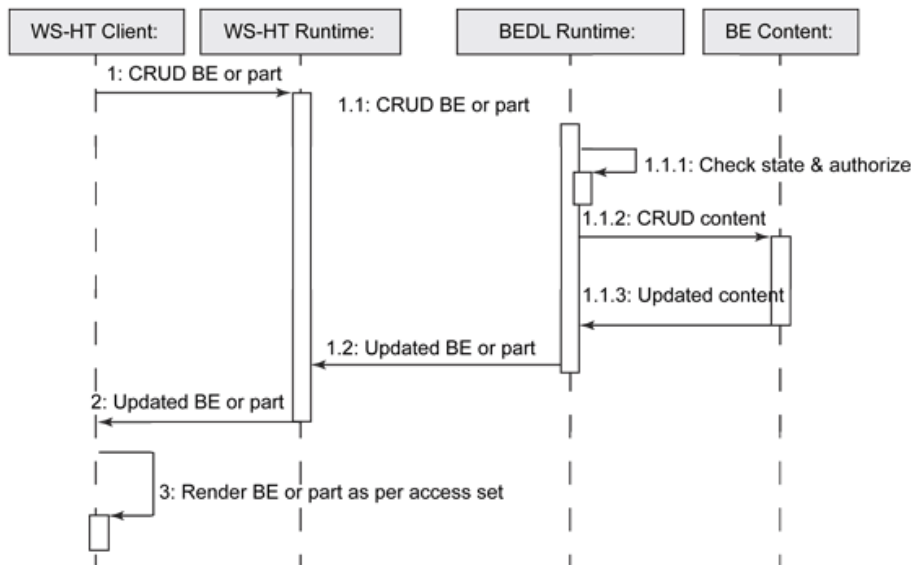 WS-HT Client:
WS-HT Runtime:
BEDL Runtime:
BE Content:
1: CRUD BE or part
1.1: CRUD BE or part
1.1.1: Check state & authorize
1.1.2: CRUD content
1.1.3: Updated content
1.2: Updated BE or part
2: Updated BE or part
3: Render BE or part as per access set